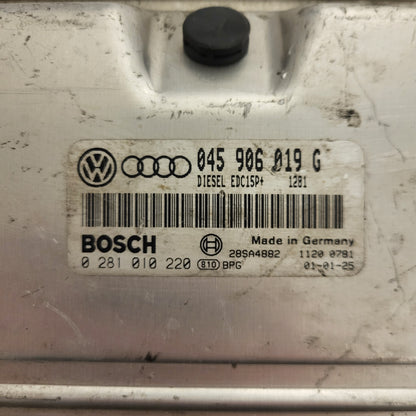 045 906 019 G
DIESEL EDC15P+ 1281
BOSCH Made in Germany
28SA4882 1120 0781
0 281 010 220 810 BPG 01-01-25